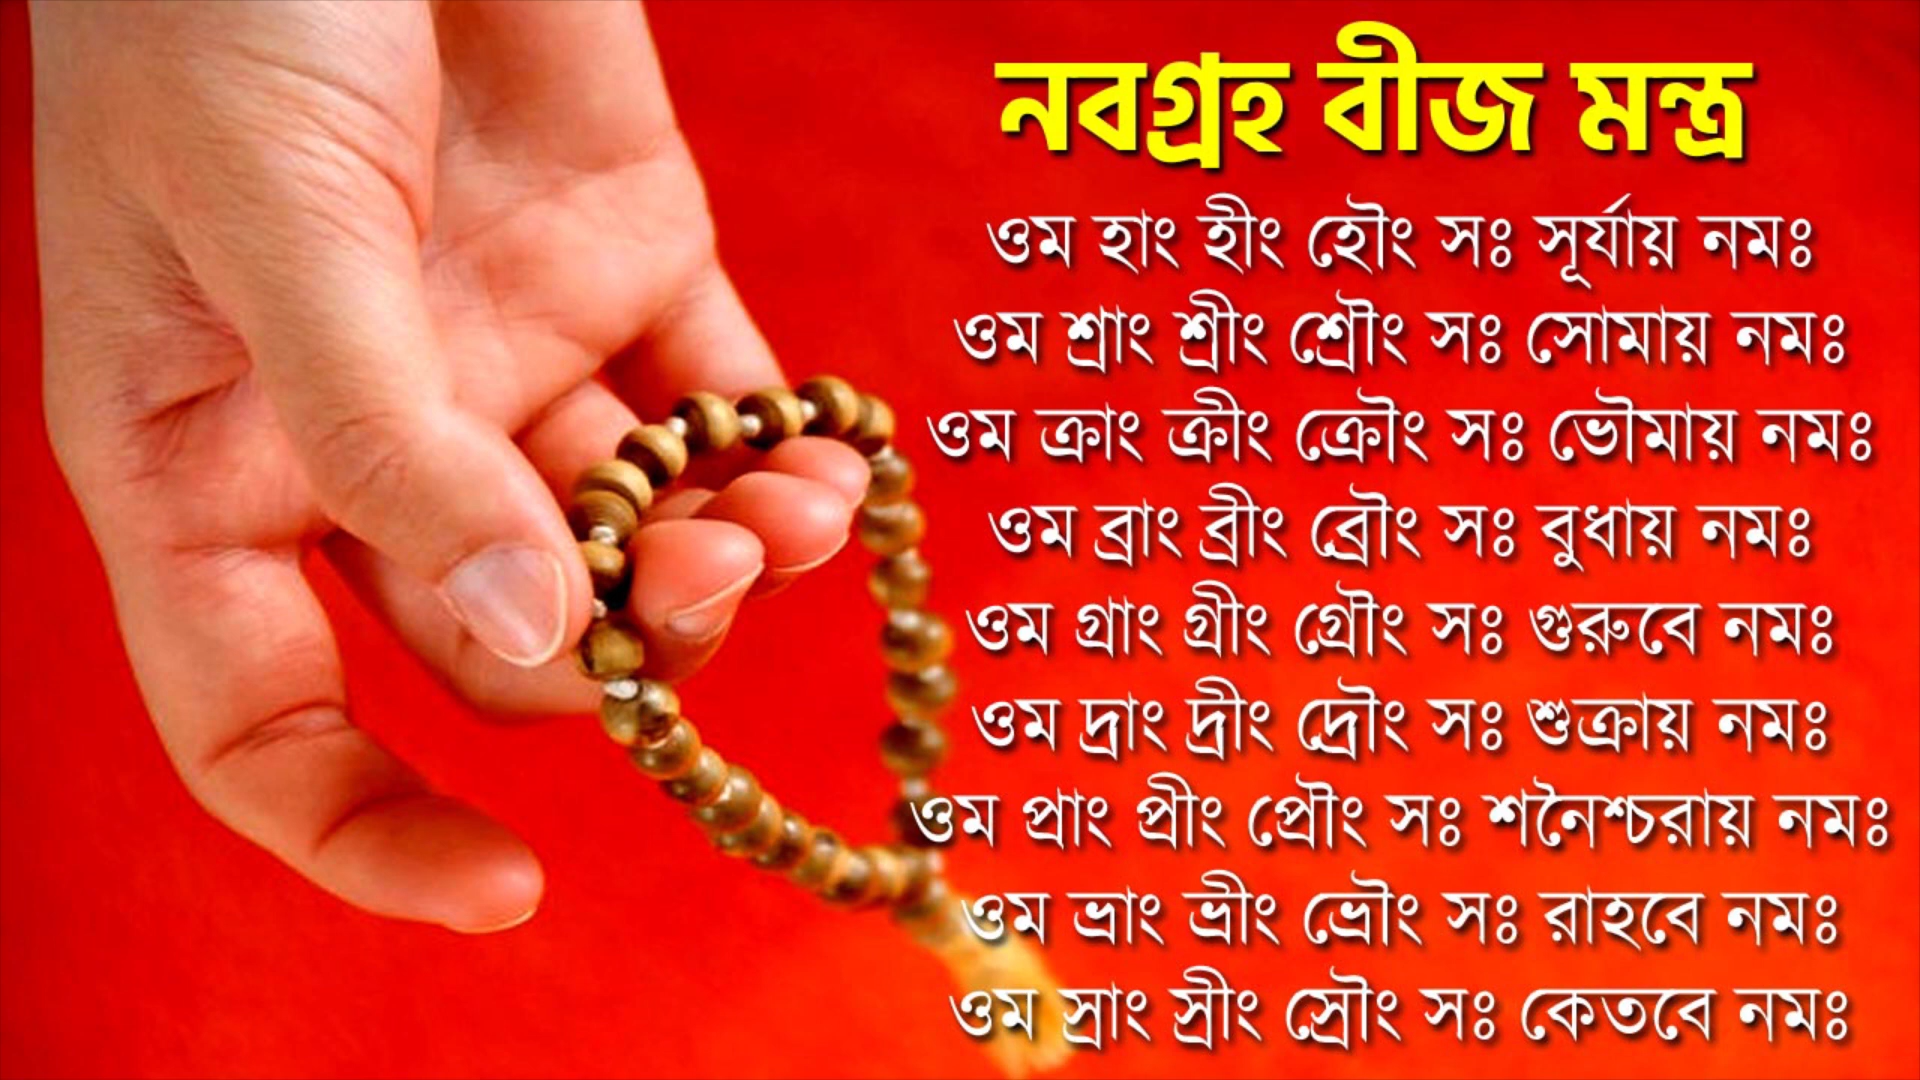 নবগ্রহ বীজ মন্ত্র
ওম হাং হীং হৌং সঃ সূর্যায় নমঃ
ওম শ্রাং শ্রীং শ্রৌং সঃ সোমায় নমঃ
ওম ক্রাং ক্রীং ক্রৌং সঃ ভৌমায় নমঃ
ওম ব্রাং ব্রীং ব্রৌং সঃ বুধায় নমঃ
ওম গ্রাং গ্রীং গ্রৌং সঃ গুরুবে নমঃ
ওম দ্রাং দ্রীং দ্রৌং সঃ শুক্রায় নমঃ
ওম প্রাং প্রীং প্রৌং সঃ শনৈশ্চরায় নমঃ
ওম ভ্রাং ভ্রীং ভ্রৌং সঃ রাহবে নমঃ
ওম স্রাং স্রীং স্রৌং সঃ কেতবে নমঃ